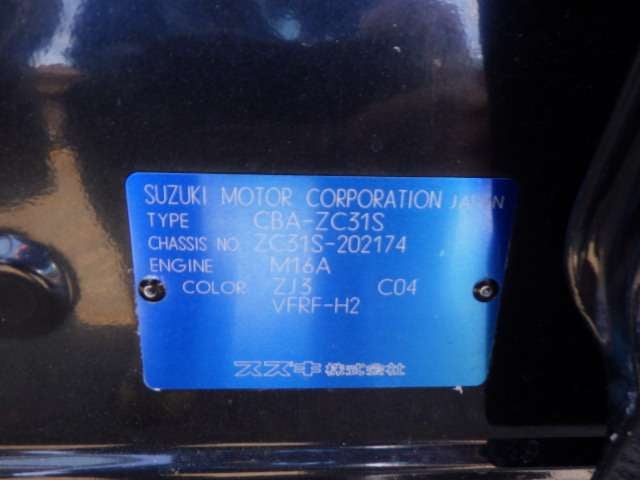 SUZUKI MOTOR CORPORATION JAPAN
TYPE CBA-ZC31S
CHASSIS NO. ZC31S-202174
ENGINE M16A
COLOR ZJ3 C04
VFRF-H2
スズキ株式会社